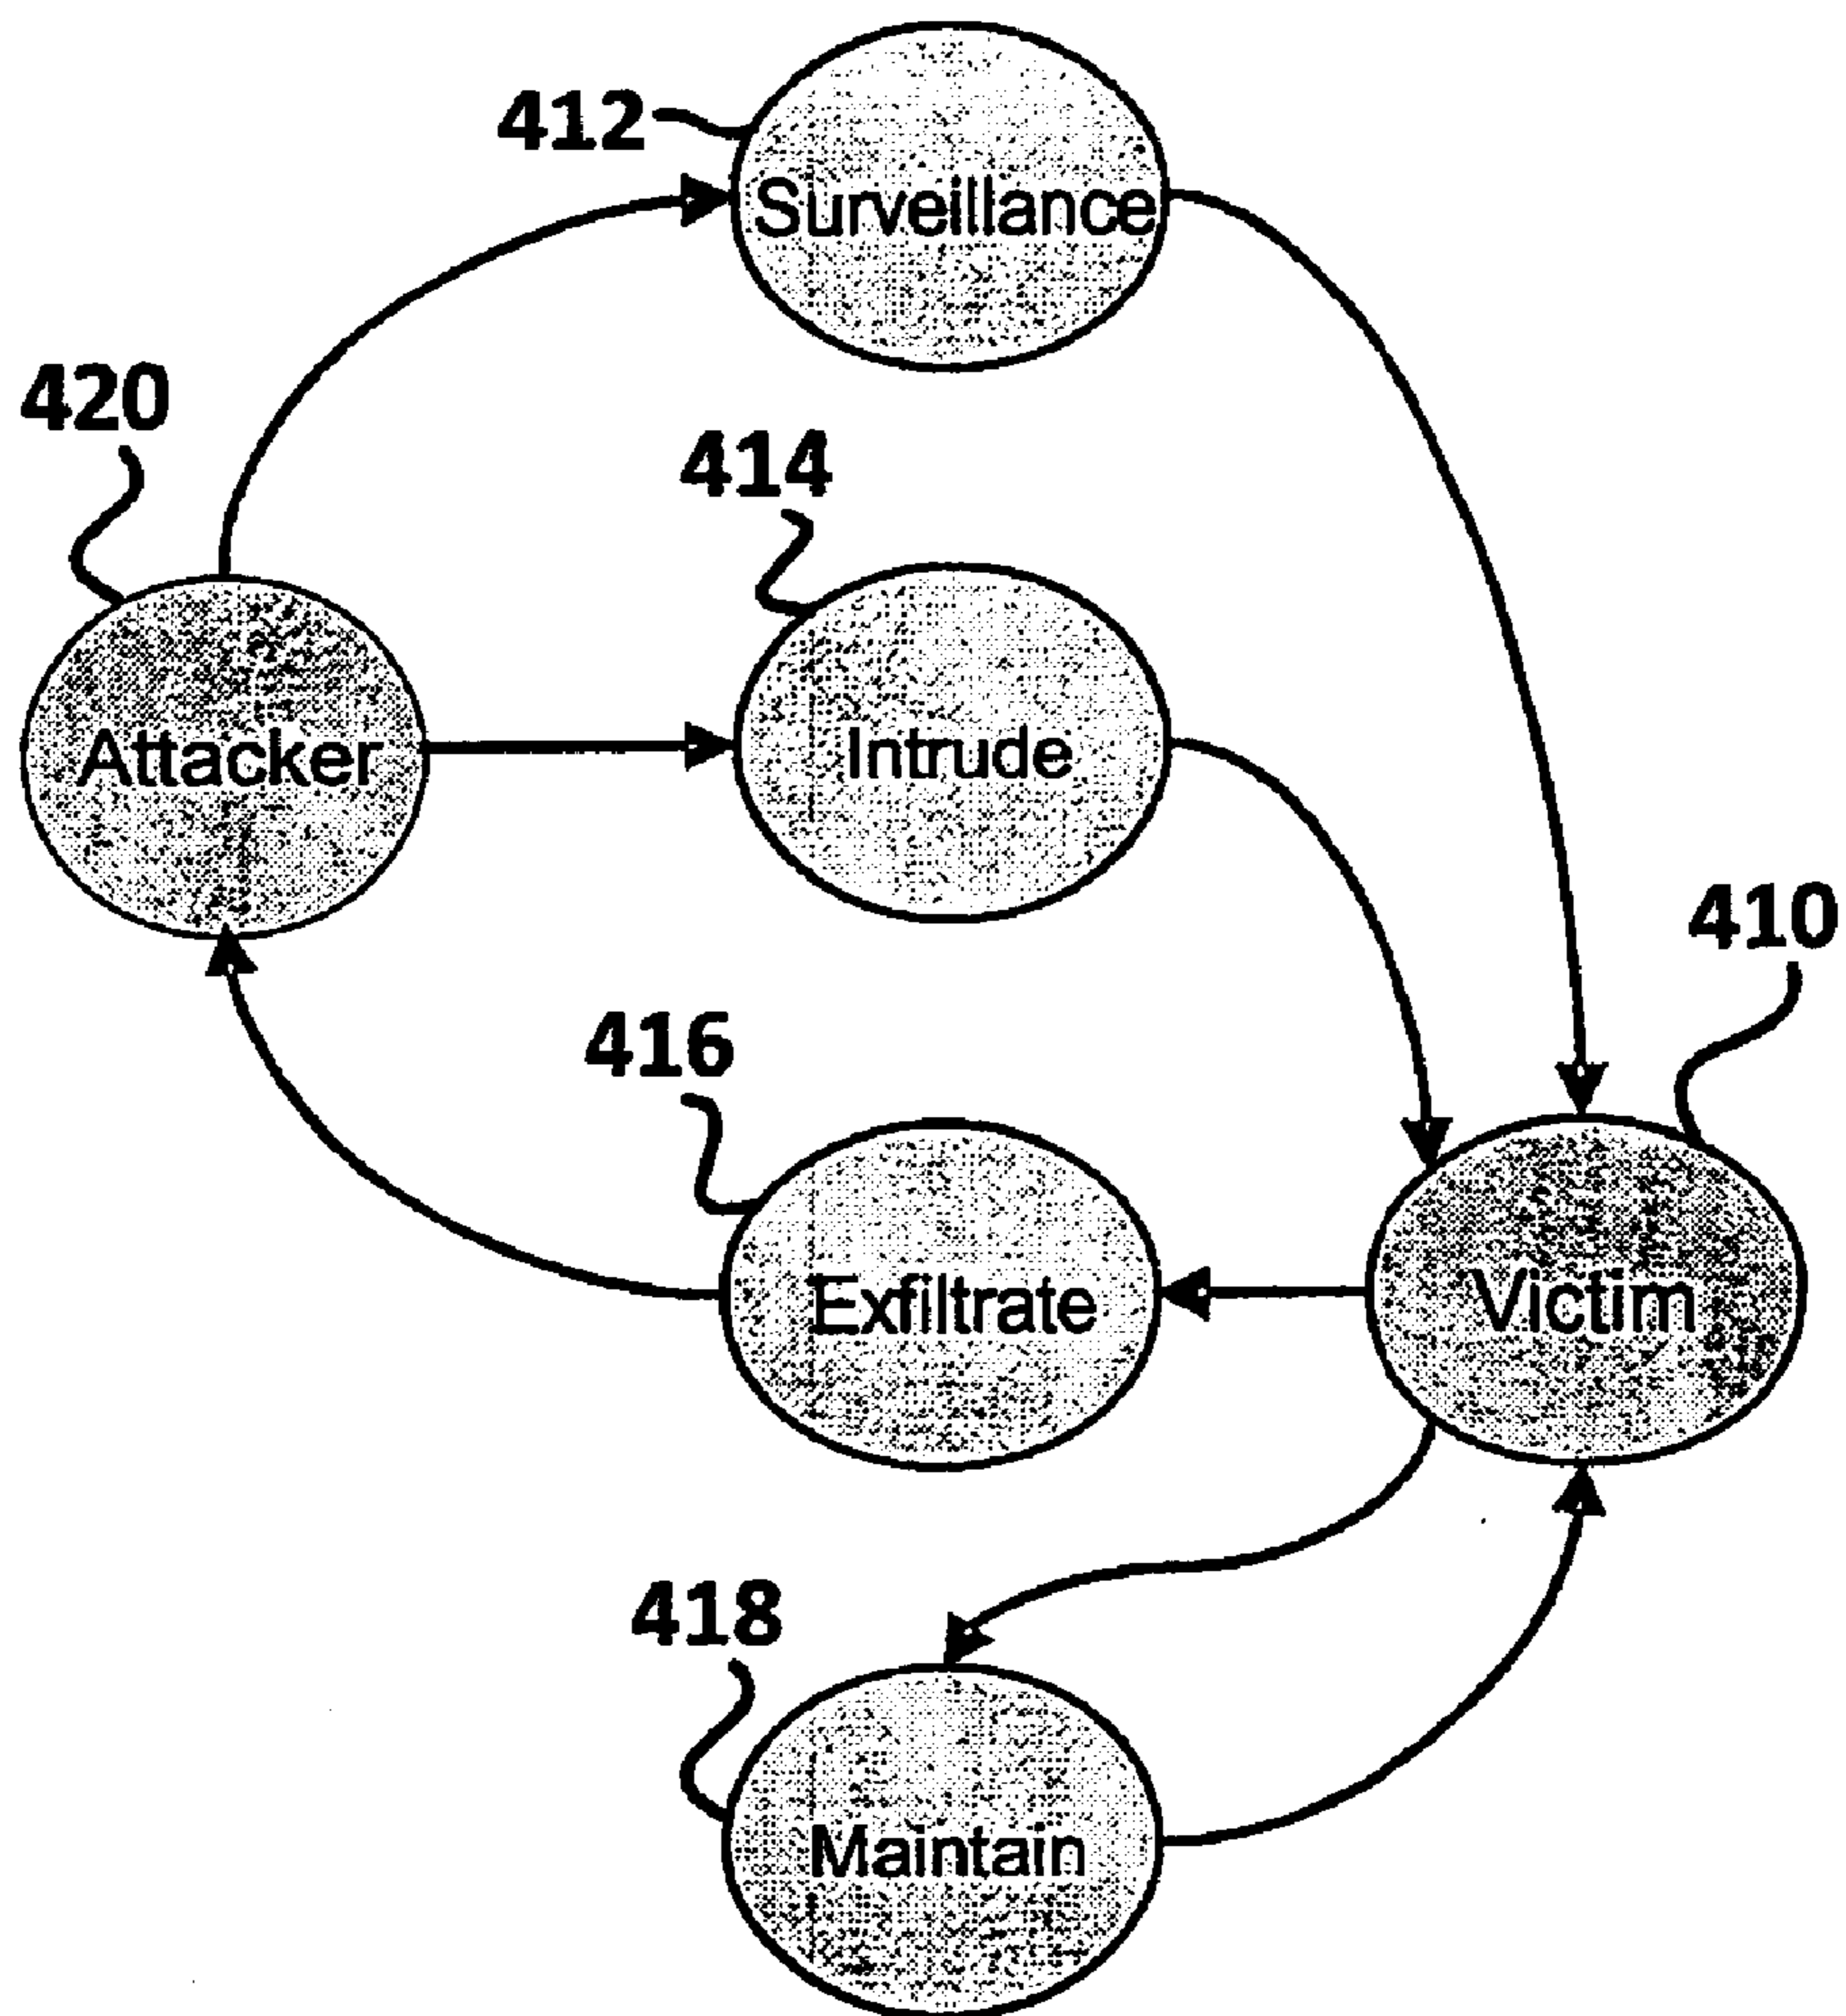 412
Surveillance
420
414
Attacker
Intrude
410
416
Exfiltrate
Victim
418
Maintain